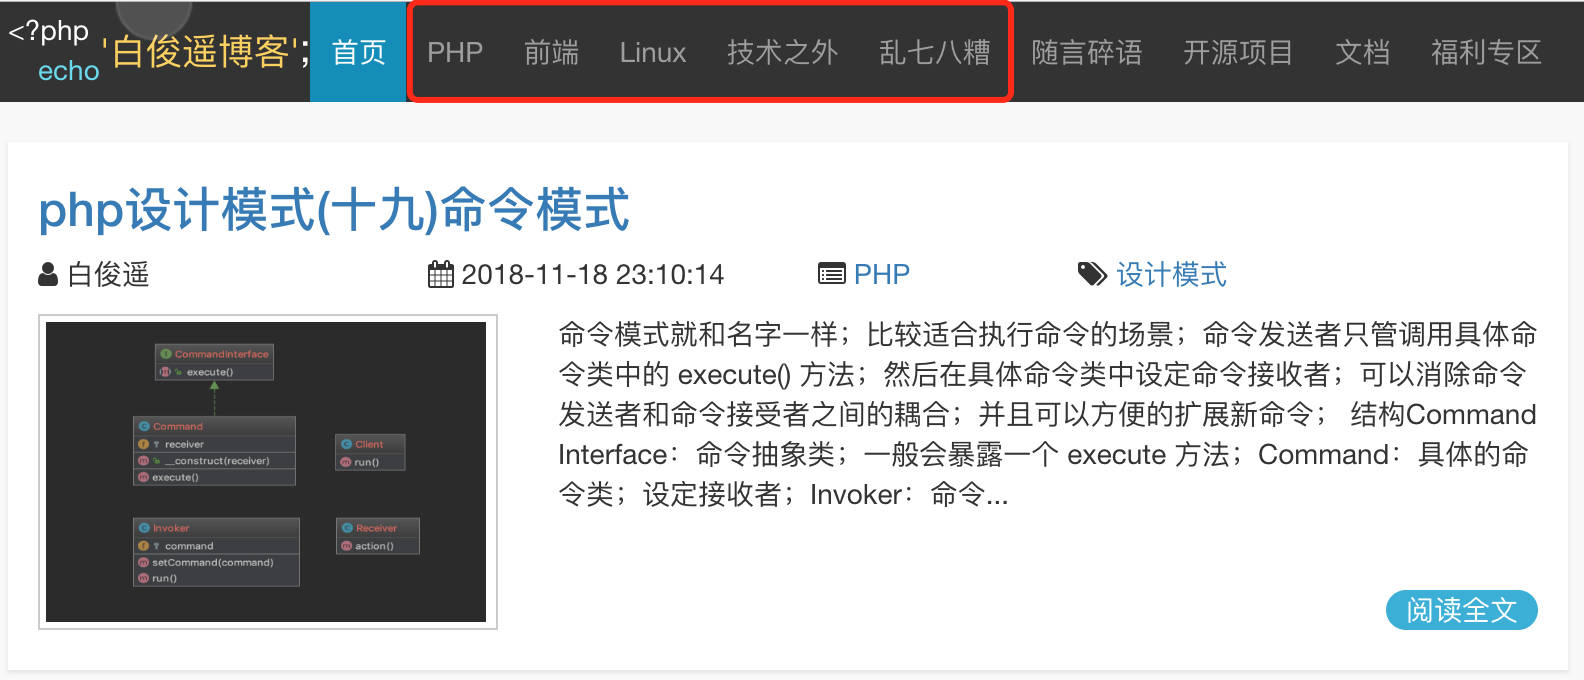 <?php
echo
'白俊遥博客';
首页 PHP 前端 Linux 技术之外 乱七八糟 随言碎语 开源项目 文档 福利专区
php设计模式(十九)命令模式
白俊遥 2018-11-18 23:10:14 PHP 设计模式
CommandInterface
execute()
Command
receiver
__construct(receiver)
execute()
Client
run()
Invoker
command
setCommand(command)
run()
Receiver
action()
命令模式就和名字一样；比较适合执行命令的场景；命令发送者只管调用具体命
令类中的 execute() 方法；然后在具体命令类中设定命令接收者；可以消除命令
发送者和命令接受者之间的耦合；并且可以方便的扩展新命令； 结构Command
Interface：命令抽象类；一般会暴露一个 execute 方法；Command：具体的命
令类；设定接收者；Invoker：命令...
阅读全文